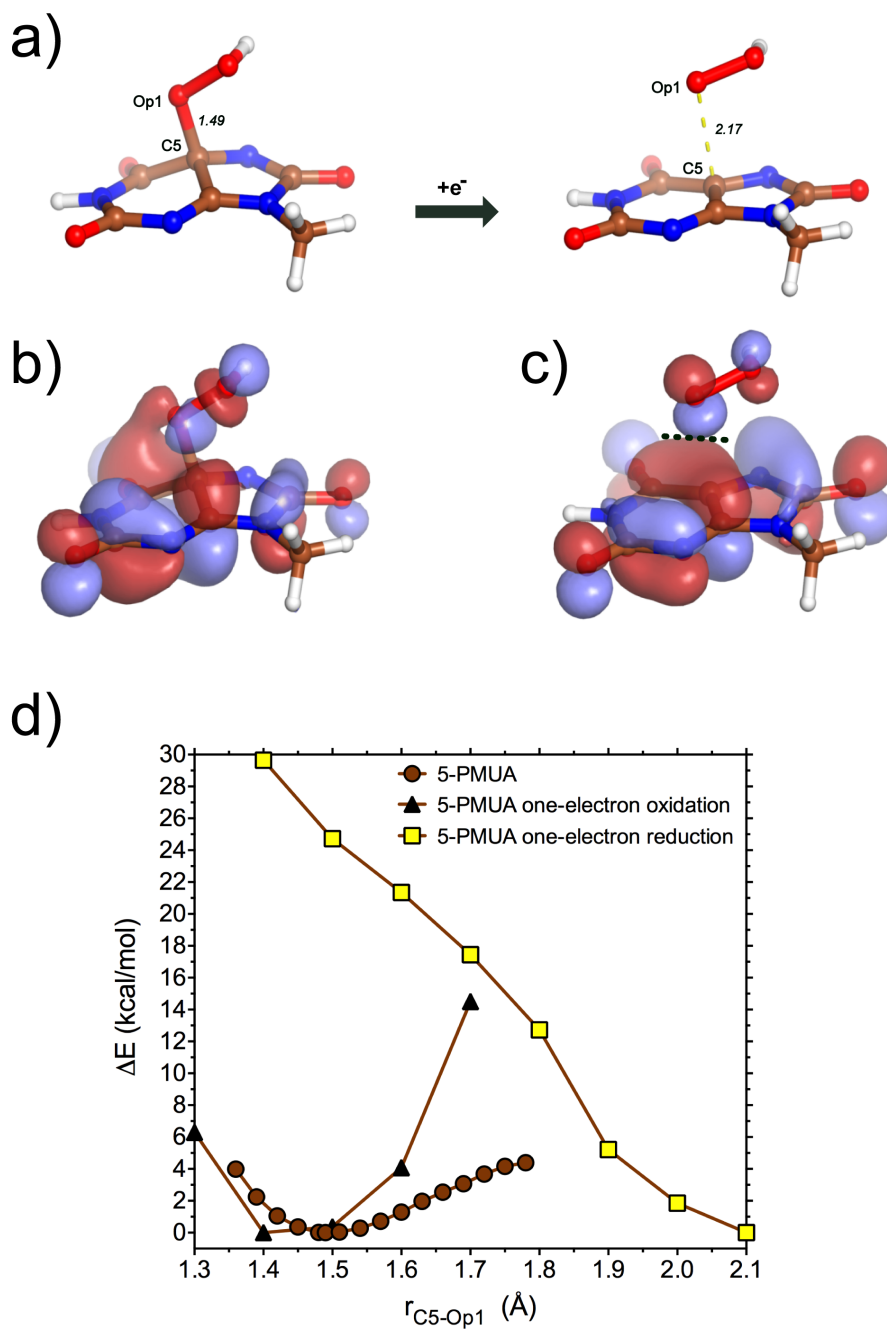 a)
Op1
1.49
C5
+e-
Op1
2.17
C5
b)
c)
d)
30
28
26
24
22
20
18
16
14
12
10
8
6
4
2
0
ΔE (kcal/mol)
5-PMUA
5-PMUA one-electron oxidation
5-PMUA one-electron reduction
1.3 1.4 1.5 1.6 1.7 1.8 1.9 2.0 2.1
rC5-Op1 (Å)